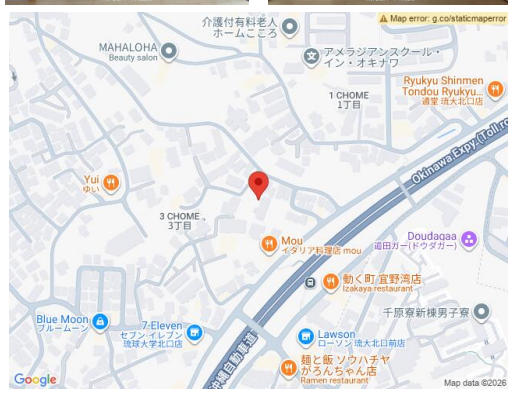 Map error: g.co/staticmaperror
介護付有料老人
ホームこころ
MAHALOHA
Beauty salon
アメラジアンスクール・
イン・オキナワ
Ryukyu Shinmen
Tondou Ryukyu...
通堂 琉大北口店
1 CHOME
1丁目
Okinawa Expy. (Toll ro
Yui
ゆい
3 CHOME
3丁目
Mou
イタリア料理店 mou
Doudagaa
道田ガー(ドウダガー)
動く町 宜野湾店
Izakaya restaurant
千原寮新棟男子寮
Blue Moon
ブルームーン
7-Eleven
セブン-イレブン
琉球大学北口店
Lawson
ローソン 琉大北口前店
沖縄自動車道
麺と飯 ソウハチヤ
がろんちゃん店
Ramen restaurant
Google
Map data ©2026